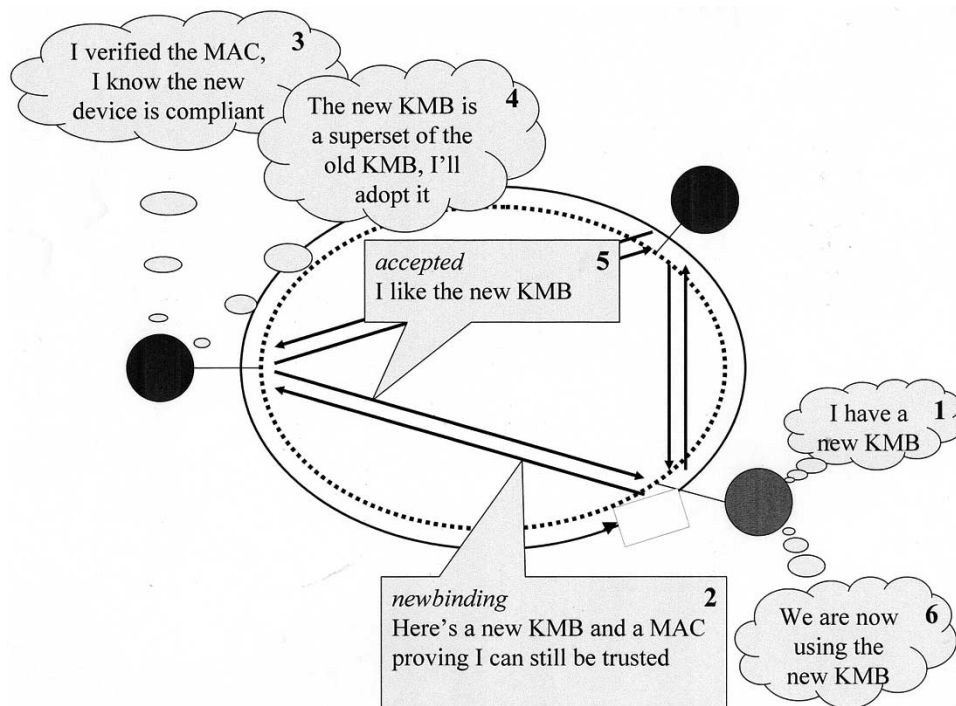 I verified the MAC, 3
I know the new
device is compliant
The new KMB is 4
a superset of the
old KMB, I'll
adopt it
accepted 5
I like the new KMB
I have a 1
new KMB
newbinding 2
Here's a new KMB and a MAC
proving I can still be trusted
We are now 6
using the
new KMB